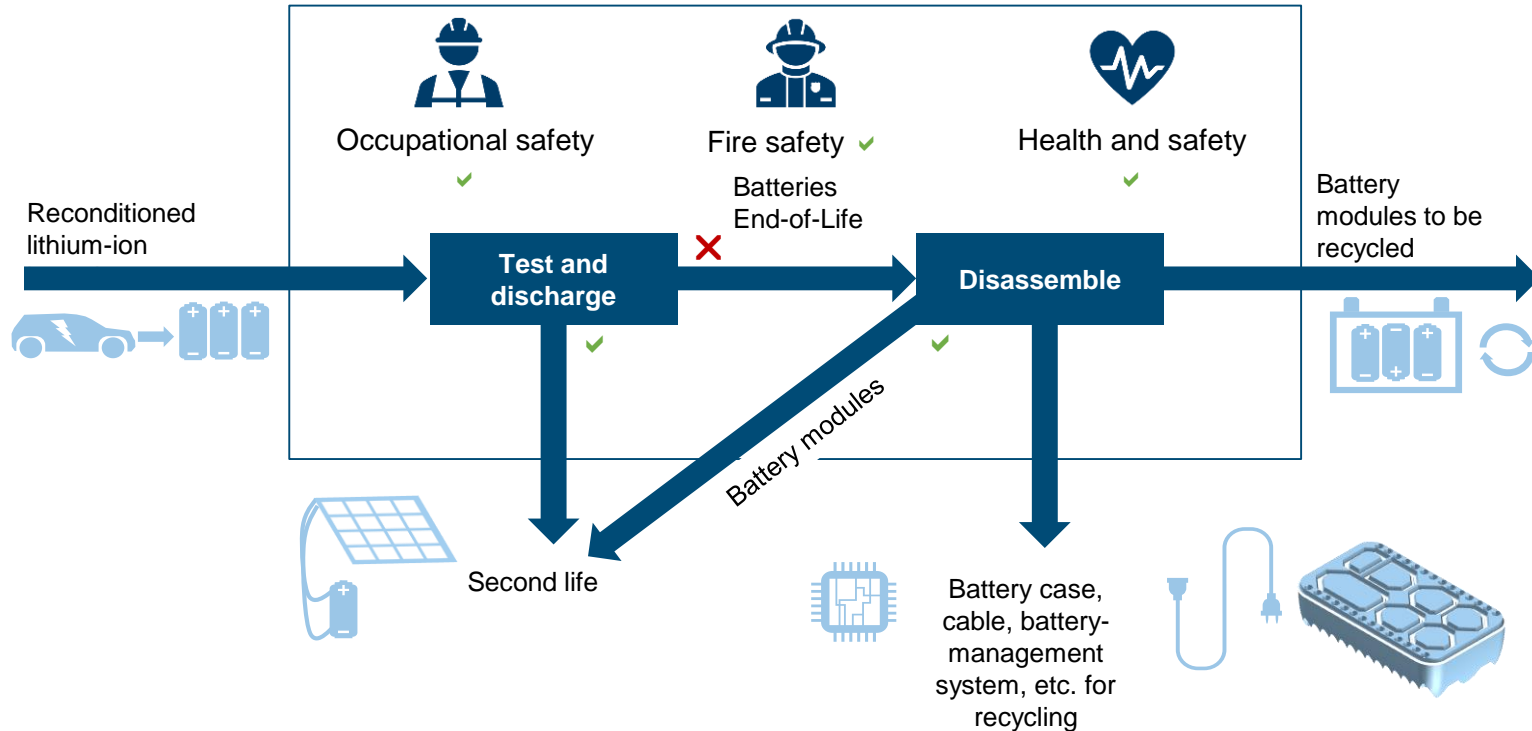 Occupational safety
Fire safety
Health and safety
Batteries
End-of-Life
Reconditioned
lithium-ion
Battery
modules to be
recycled
Test and
discharge
Disassemble
Battery modules
Second life
Battery case,
cable, battery-
management
system, etc. for
recycling